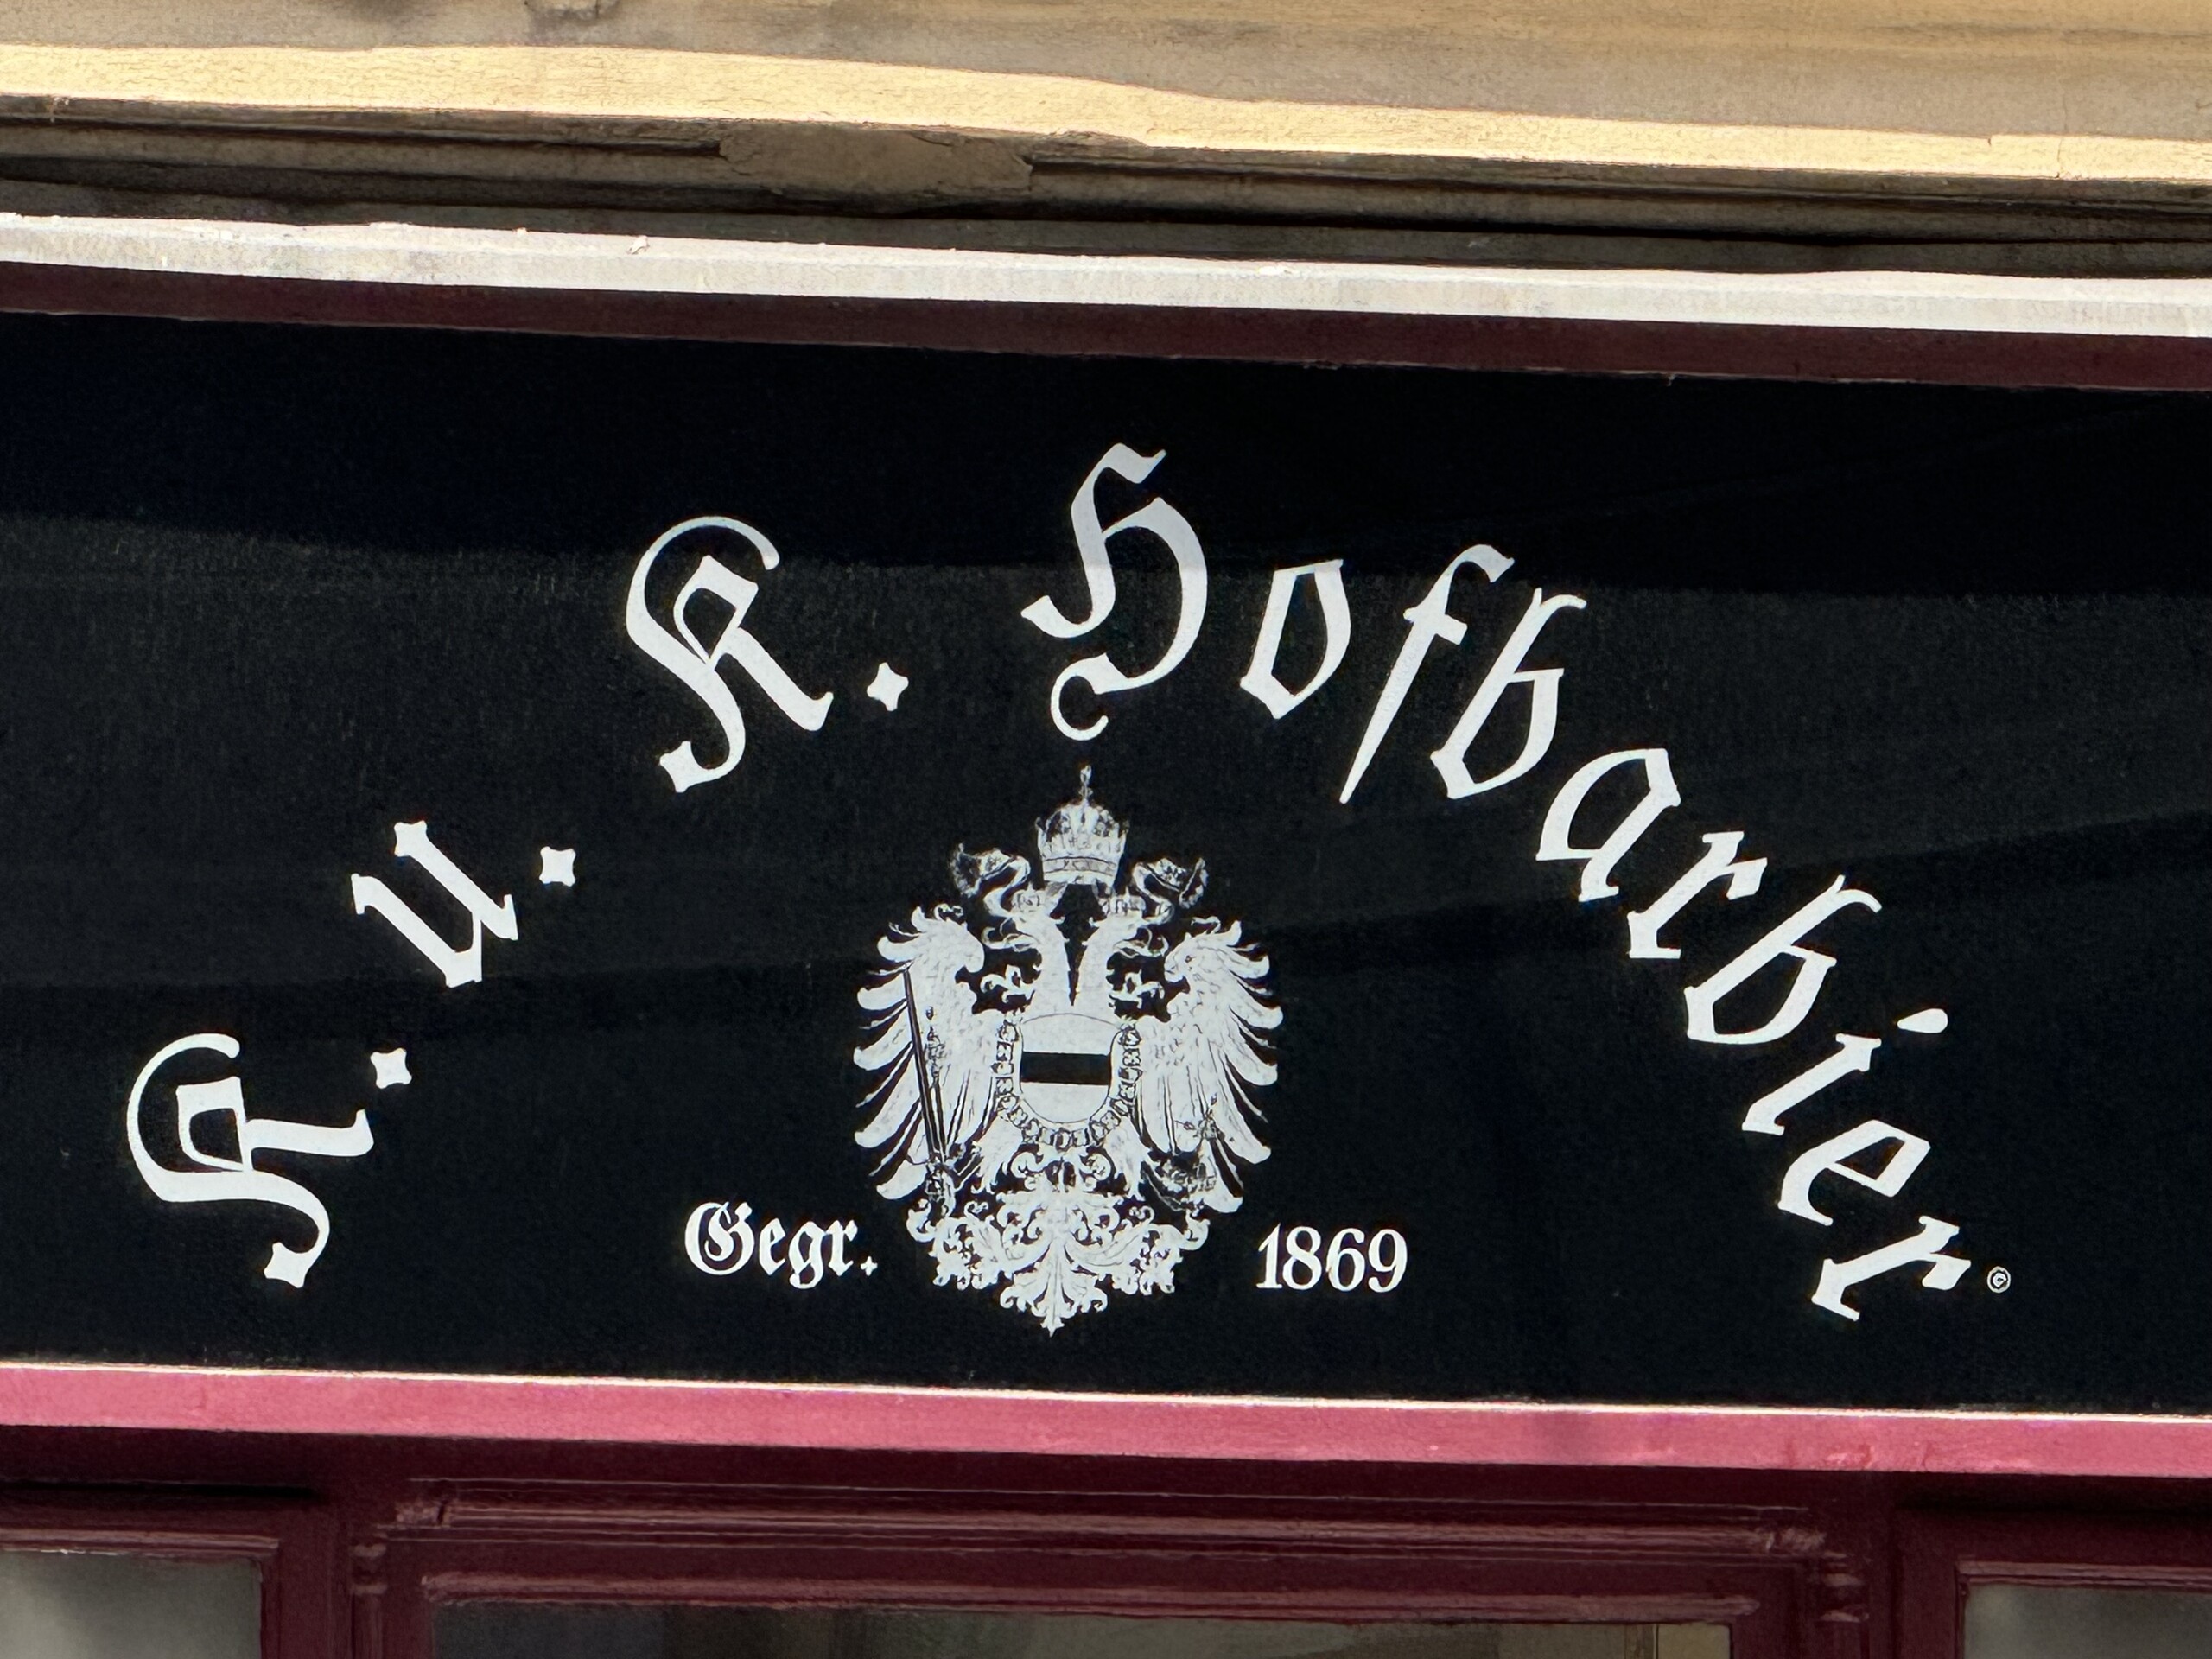 K. u. K. Hofbarbier
Gegr. 1869